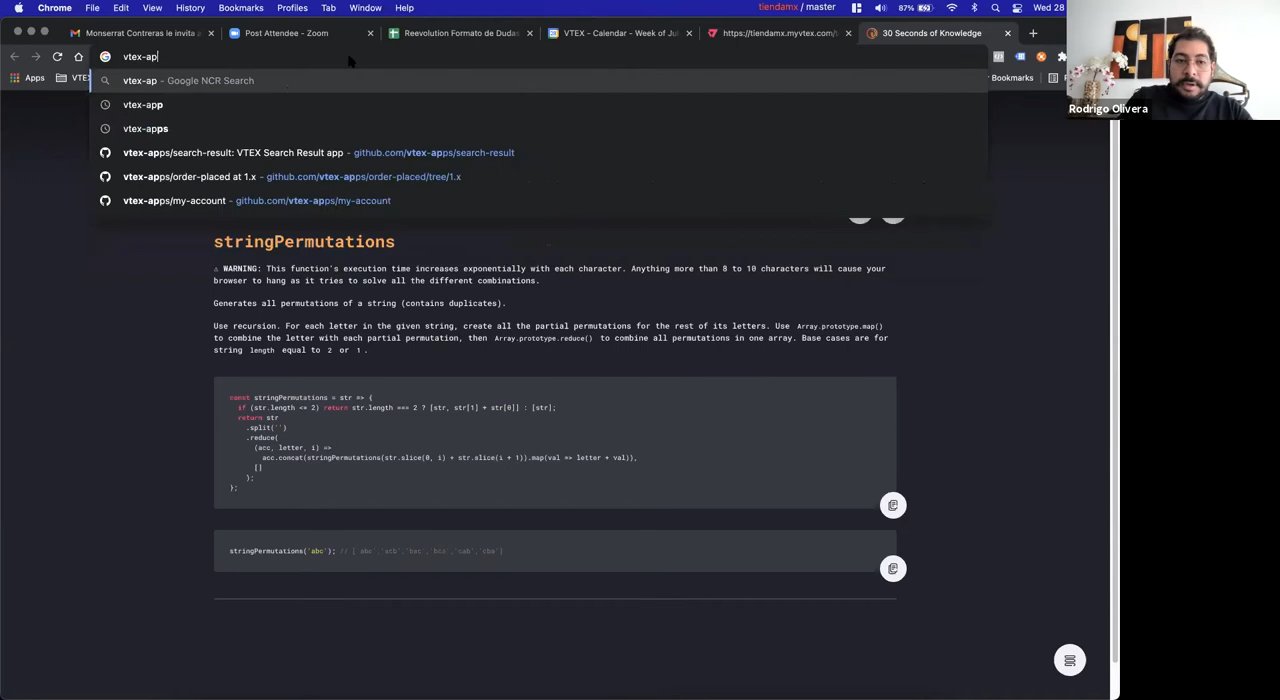 Chrome File Edit View History Bookmarks Profiles Tab Window Help tiendamx / master 87% Wed 28
Monserrat Contreras le invita a Post Attendee - Zoom Reevolution Formato de Dudas VTEX - Calendar - Week of Jul https://tiendamx.myvtex.com/ 30 Seconds of Knowledge
vtex-ap
Apps VTEX Bookmarks
vtex-ap - Google NCR Search
vtex-app
vtex-apps
vtex-apps/search-result: VTEX Search Result app - github.com/vtex-apps/search-result
vtex-apps/order-placed at 1.x - github.com/vtex-apps/order-placed/tree/1.x
vtex-apps/my-account - github.com/vtex-apps/my-account
Rodrigo Olivera
stringPermutations
⚠ WARNING: This function's execution time increases exponentially with each character. Anything more than 8 to 10 characters will cause your
browser to hang as it tries to solve all the different combinations.
Generates all permutations of a string (contains duplicates).
Use recursion. For each letter in the given string, create all the partial permutations for the rest of its letters. Use Array.prototype.map()
to combine the letter with each partial permutation, then Array.prototype.reduce() to combine all permutations in one array. Base cases are for
string length equal to 2 or 1 .
const stringPermutations = str => {
if (str.length <= 2) return str.length === 2 ? [str, str[1] + str[0]] : [str];
return str
.split('')
.reduce(
(acc, letter, i) =>
acc.concat(stringPermutations(str.slice(0, i) + str.slice(i + 1)).map(val => letter + val)),
[]
);
};
stringPermutations('abc'); // ['abc','acb','bac','bca','cab','cba']